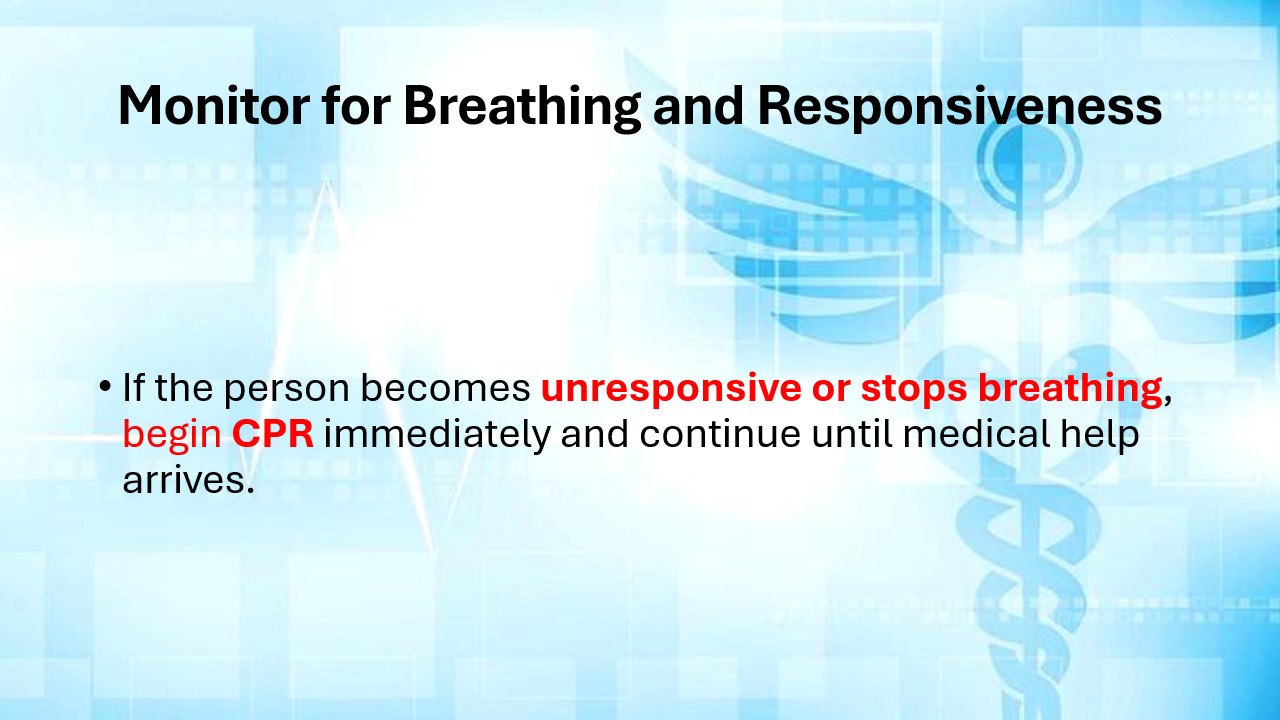 Monitor for Breathing and Responsiveness
• If the person becomes unresponsive or stops breathing,
begin CPR immediately and continue until medical help
arrives.